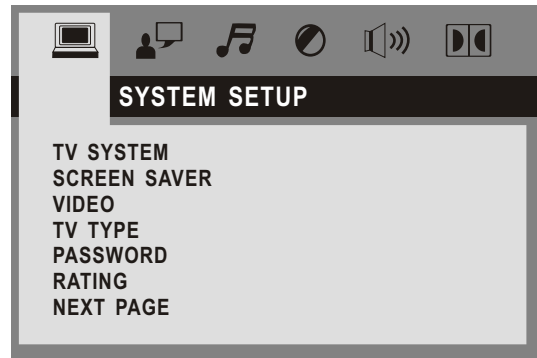 SYSTEM SETUP
TV SYSTEM
SCREEN SAVER
VIDEO
TV TYPE
PASSWORD
RATING
NEXT PAGE